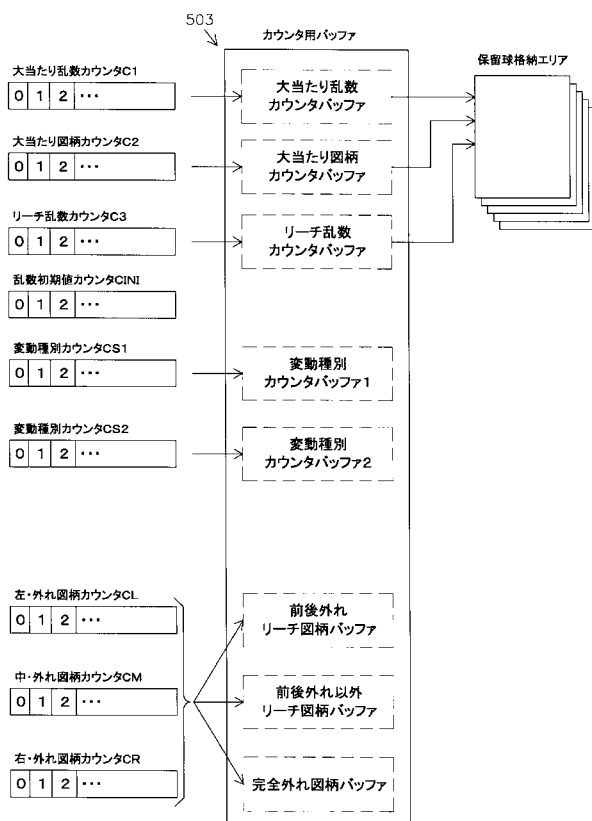 503
カウンタ用バッファ
保留球格納エリア
大当たり乱数カウンタC1
0 1 2 ･･･
大当たり乱数
カウンタバッファ
大当たり図柄カウンタC2
0 1 2 ･･･
大当たり図柄
カウンタバッファ
リーチ乱数カウンタC3
0 1 2 ･･･
リーチ乱数
カウンタバッファ
乱数初期値カウンタCINI
0 1 2 ･･･
変動種別カウンタCS1
0 1 2 ･･･
変動種別
カウンタバッファ1
変動種別カウンタCS2
0 1 2 ･･･
変動種別
カウンタバッファ2
左･外れ図柄カウンタCL
0 1 2 ･･･
前後外れ
リーチ図柄バッファ
中･外れ図柄カウンタCM
0 1 2 ･･･
前後外れ以外
リーチ図柄バッファ
右･外れ図柄カウンタCR
0 1 2 ･･･
完全外れ図柄バッファ